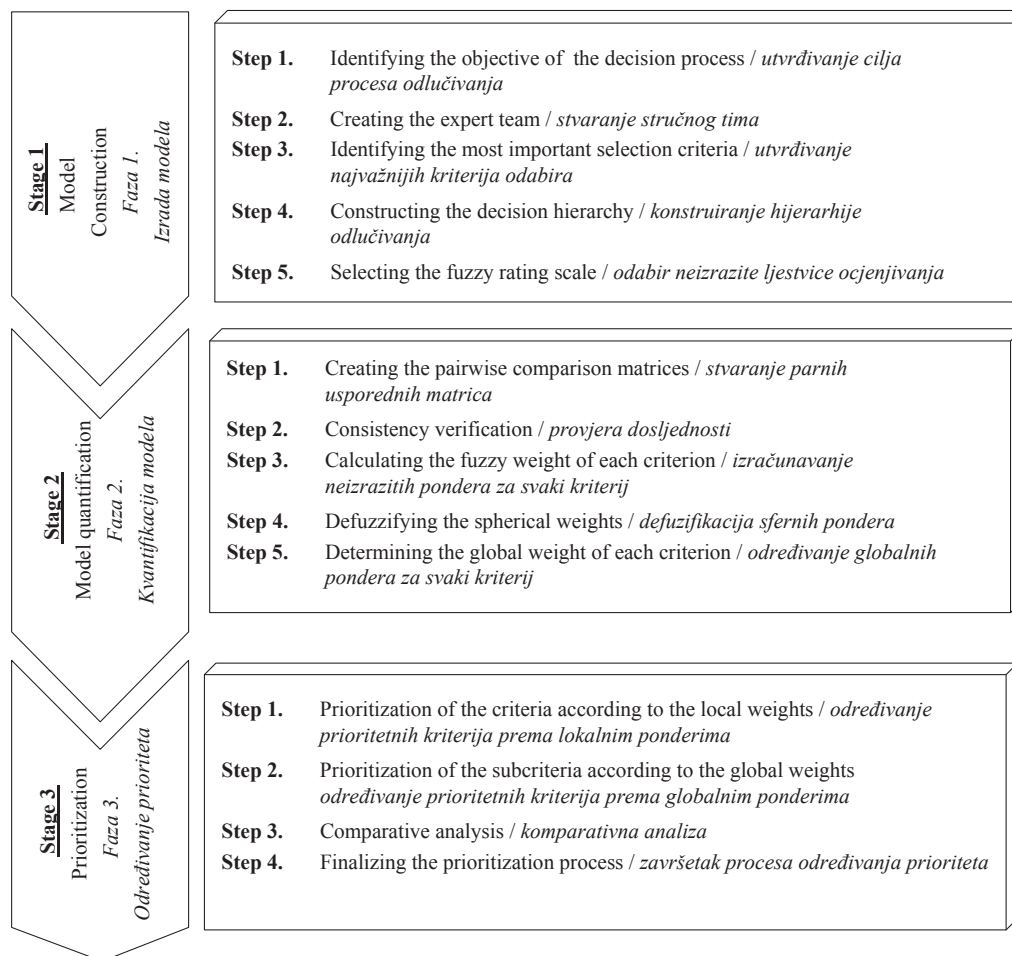 Stage 1
Model
Construction
Faza 1.
Izrada modela
Step 1. Identifying the objective of the decision process / utvrđivanje cilja
procesa odlučivanja
Step 2. Creating the expert team / stvaranje stručnog tima
Step 3. Identifying the most important selection criteria / utvrđivanje
najvažnijih kriterija odabira
Step 4. Constructing the decision hierarchy / konstruiranje hijerarhije
odlučivanja
Step 5. Selecting the fuzzy rating scale / odabir neizrazite ljestvice ocjenjivanja
Stage 2
Model quantification
Faza 2.
Kvantifikacija modela
Step 1. Creating the pairwise comparison matrices / stvaranje parnih
usporednih matrica
Step 2. Consistency verification / provjera dosljednosti
Step 3. Calculating the fuzzy weight of each criterion / izračunavanje
neizrazitih pondera za svaki kriterij
Step 4. Defuzzifying the spherical weights / defuzifikacija sfernih pondera
Step 5. Determining the global weight of each criterion / određivanje globalnih
pondera za svaki kriterij
Stage 3
Prioritization
Faza 3.
Određivanje prioriteta
Step 1. Prioritization of the criteria according to the local weights / određivanje
prioritetnih kriterija prema lokalnim ponderima
Step 2. Prioritization of the subcriteria according to the global weights
određivanje prioritetnih kriterija prema globalnim ponderima
Step 3. Comparative analysis / komparativna analiza
Step 4. Finalizing the prioritization process / završetak procesa određivanja prioriteta